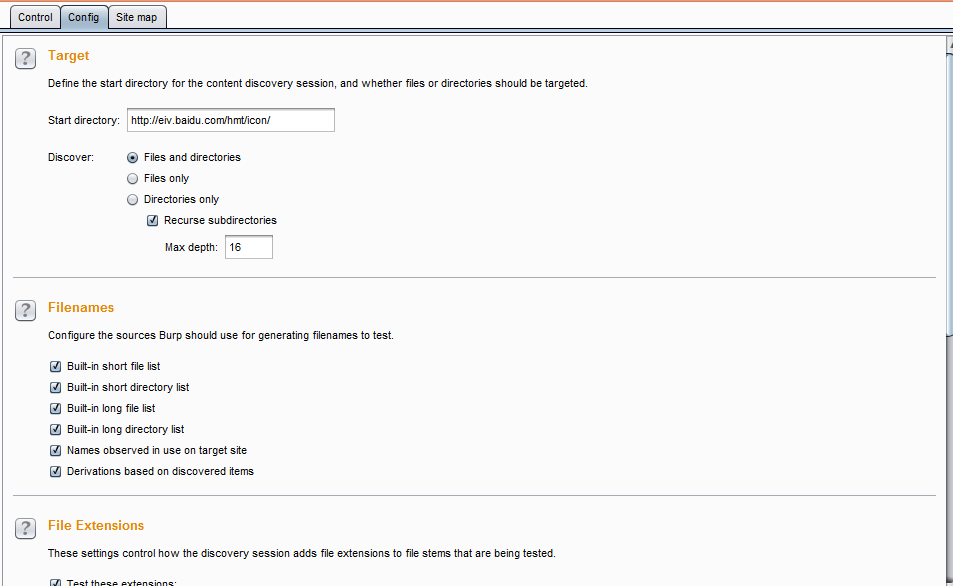 Control Config Site map
Target
Define the start directory for the content discovery session, and whether files or directories should be targeted.
Start directory: http://eiv.baidu.com/hmt/icon/
Discover: Files and directories
Files only
Directories only
Recurse subdirectories
Max depth: 16
Filenames
Configure the sources Burp should use for generating filenames to test.
Built-in short file list
Built-in short directory list
Built-in long file list
Built-in long directory list
Names observed in use on target site
Derivations based on discovered items
File Extensions
These settings control how the discovery session adds file extensions to file stems that are being tested.
Test these extensions: